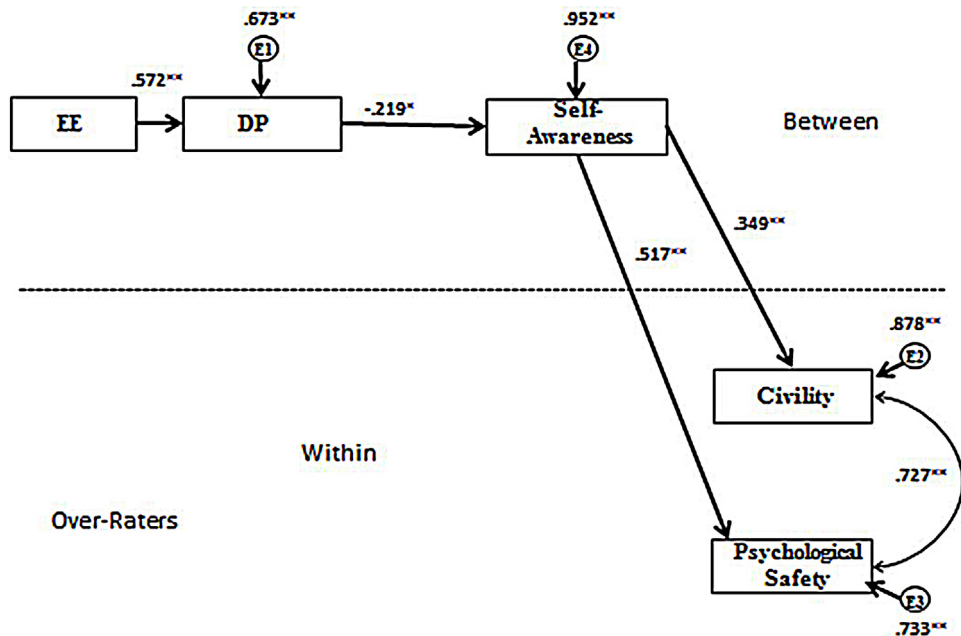 .673**
.952**
E1
E4
.572**
-.219*
EE
DP
Self-
Awareness
Between
.349**
.517**
.878**
E2
Civility
Within
.727**
Over-Raters
Psychological
Safety
E3
.733**